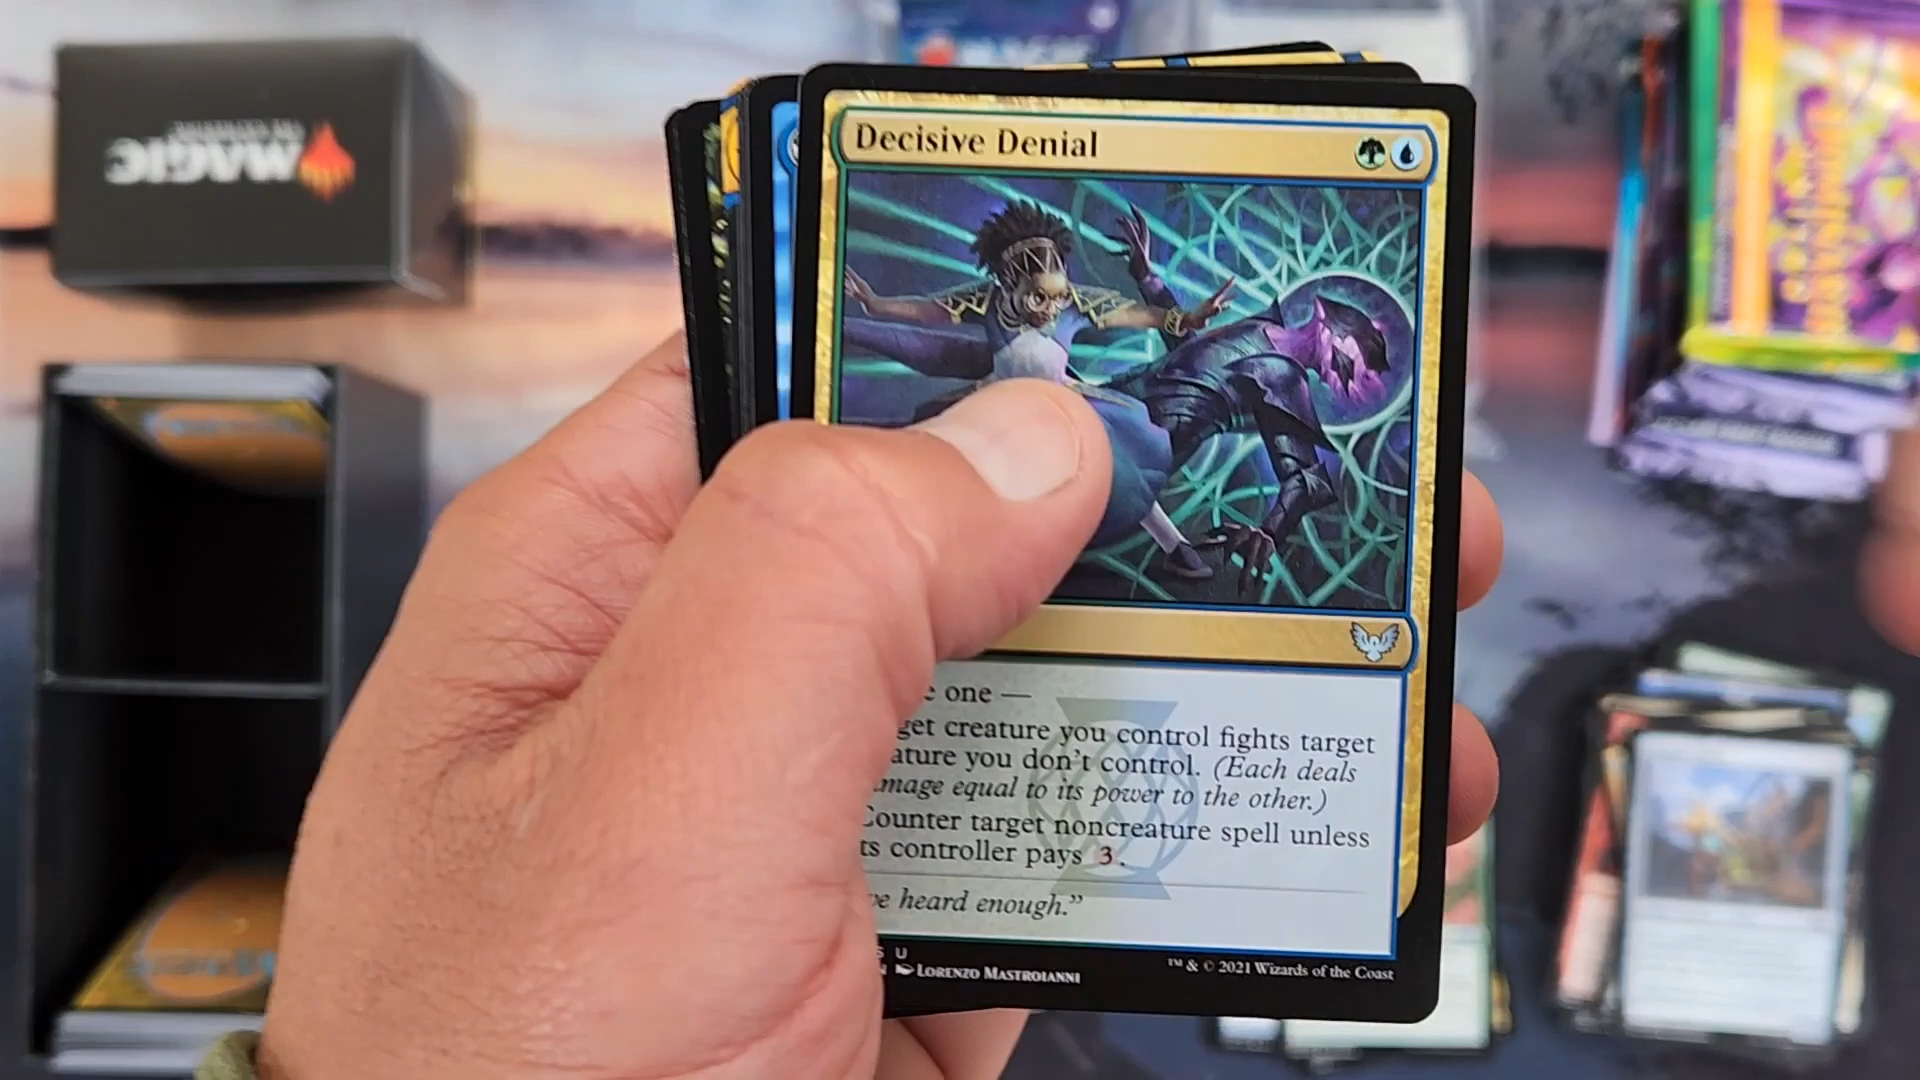 MAGIC
Decisive Denial
e one —
get creature you control fights target
ature you don't control. (Each deals
amage equal to its power to the other.)
Counter target noncreature spell unless
ts controller pays 3.
ve heard enough."
S U
LORENZO MASTROIANNI
™ & © 2021 Wizards of the Coast